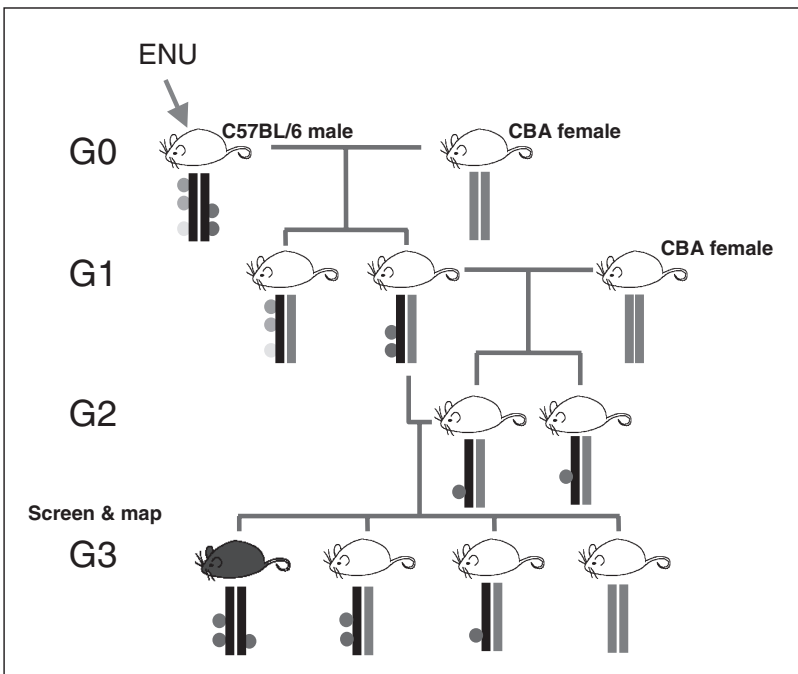 ENU
C57BL/6 male
CBA female
G0
CBA female
G1
G2
Screen & map
G3